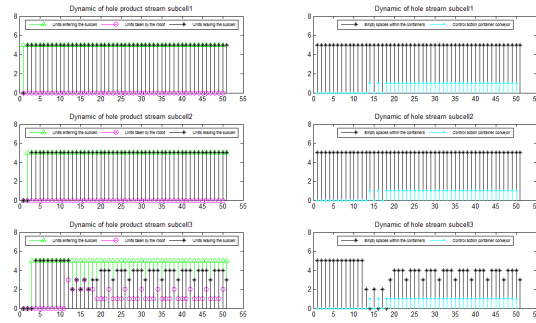 Dynamic of hole product stream subcell1
Units entering the subcell Units taken by the robot Units leaving the subcell
8
6
4
2
0
0 5 10 15 20 25 30 35 40 45 50 55
Dynamic of hole stream subcell1
Empty spaces within the containers Control action container conveyor
8
6
4
2
0
0 5 10 15 20 25 30 35 40 45 50 55
Dynamic of hole product stream subcell2
Units entering the subcell Units taken by the robot Units leaving the subcell
8
6
4
2
0
0 5 10 15 20 25 30 35 40 45 50 55
Dynamic of hole stream subcell2
Empty spaces within the containers Control action container conveyor
8
6
4
2
0
0 5 10 15 20 25 30 35 40 45 50 55
Dynamic of hole product stream subcell3
Units entering the subcell Units taken by the robot Units leaving the subcell
8
6
4
2
0
0 5 10 15 20 25 30 35 40 45 50 55
Dynamic of hole stream subcell3
Empty spaces within the containers Control action container conveyor
8
6
4
2
0
0 5 10 15 20 25 30 35 40 45 50 55